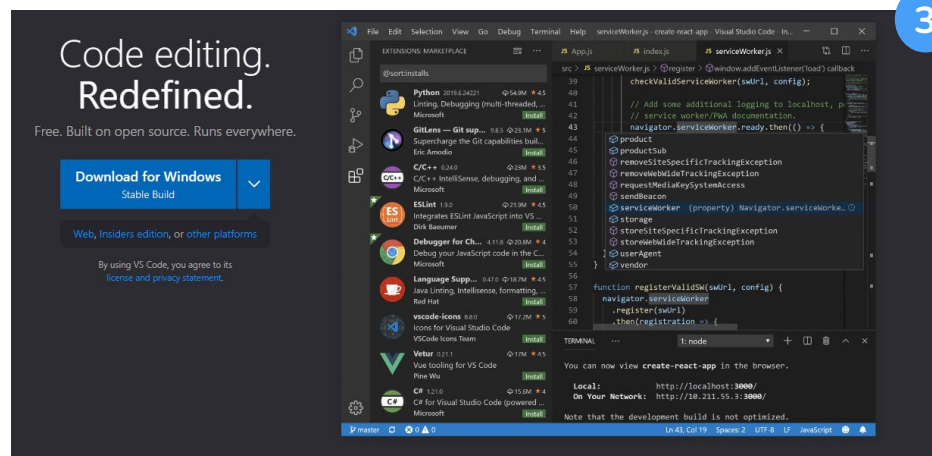 3
Code editing.
Redefined.
Free. Built on open source. Runs everywhere.
Download for Windows
Stable Build
Web, Insiders edition, or other platforms
By using VS Code, you agree to its
license and privacy statement.
File Edit Selection View Go Debug Terminal Help serviceWorker.js - create-react-app - Visual Studio Code - In...
EXTENSIONS: MARKETPLACE
@sort:installs
Python 2019.6.24221 54.9M ★ 4.5
Linting, Debugging (multi-threaded, ...
Microsoft Install
GitLens — Git sup... 9.8.5 23.1M ★ 5
Supercharge the Git capabilities buil...
Eric Amodio Install
C/C++ 0.24.0 23M ★ 3.5
C/C++ IntelliSense, debugging, and ...
Microsoft Install
ESLint 1.9.0 21.9M ★ 4.5
Integrates ESLint JavaScript into VS ...
Dirk Baeumer Install
Debugger for Ch... 4.11.6 20.6M ★ 4
Debug your JavaScript code in the C...
Microsoft Install
Language Supp... 0.47.0 18.7M ★ 4.5
Java Linting, Intellisense, formatting, ...
Red Hat Install
vscode-icons 8.8.0 17.2M ★ 5
Icons for Visual Studio Code
VSCode Icons Team Install
Vetur 0.21.1 17M ★ 4.5
Vue tooling for VS Code
Pine Wu Install
C# 1.21.0 15.6M ★ 4
C# for Visual Studio Code (powered ...
Microsoft Install
JS App.js JS index.js JS serviceWorker.js ×
src > JS serviceWorker.js > register > window.addEventListener('load') callback
39 checkValidServiceWorker(swUrl, config);
40
41 // Add some additional logging to localhost, p
42 // service worker/PWA documentation.
43 navigator.serviceWorker.ready.then(() => {
44 product
45 productSub
46 removeSiteSpecificTrackingException
47 removeWebWideTrackingException
48 requestMediaKeySystemAccess
49 sendBeacon
50 serviceWorker (property) Navigator.serviceWorke...
51 storage
52 storeSiteSpecificTrackingException
53 storeWebWideTrackingException
54 } userAgent
55 } vendor
56
57 function registerValidSW(swUrl, config) {
58 navigator.serviceWorker
59 .register(swUrl)
60 .then(registration => {
TERMINAL ... 1: node
You can now view create-react-app in the browser.
Local: http://localhost:3000/
On Your Network: http://10.211.55.3:3000/
Note that the development build is not optimized.
master 0 0 Ln 43, Col 19 Spaces: 2 UTF-8 LF JavaScript